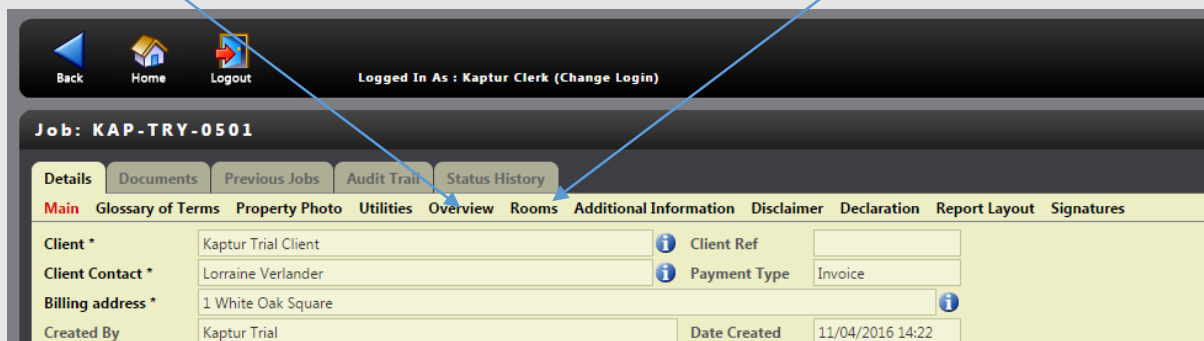 Back Home Logout Logged In As : Kaptur Clerk (Change Login)
Job: KAP-TRY-0501
Details Documents Previous Jobs Audit Trail Status History
Main Glossary of Terms Property Photo Utilities Overview Rooms Additional Information Disclaimer Declaration Report Layout Signatures
Client * Kaptur Trial Client Client Ref
Client Contact * Lorraine Verlander Payment Type Invoice
Billing address * 1 White Oak Square
Created By Kaptur Trial Date Created 11/04/2016 14:22